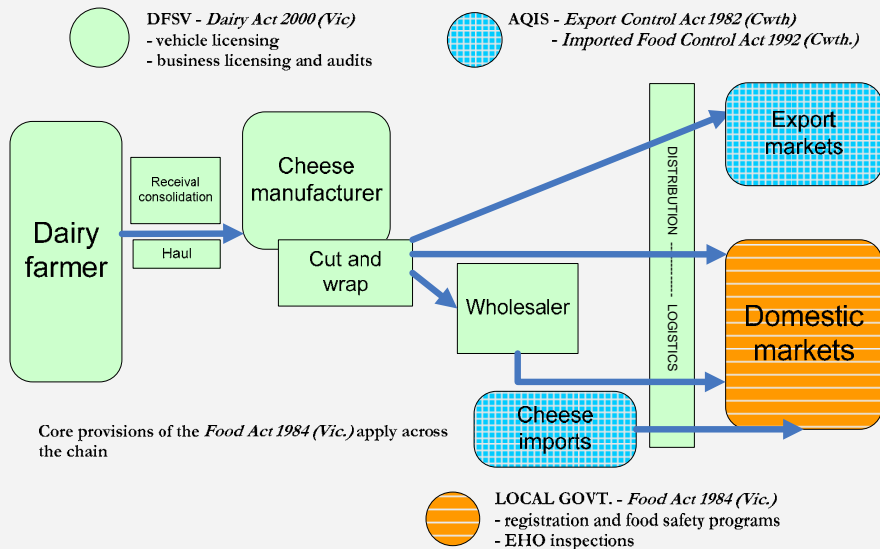 DFSV - Dairy Act 2000 (Vic)
- vehicle licensing
- business licensing and audits
AQIS - Export Control Act 1982 (Cwth)
- Imported Food Control Act 1992 (Cwth.)
Dairy
farmer
Receival
consolidation
Haul
Cheese
manufacturer
Cut and
wrap
Wholesaler
Cheese
imports
DISTRIBUTION ------------ LOGISTICS
Export
markets
Domestic
markets
Core provisions of the Food Act 1984 (Vic.) apply across
the chain
LOCAL GOVT. - Food Act 1984 (Vic.)
- registration and food safety programs
- EHO inspections